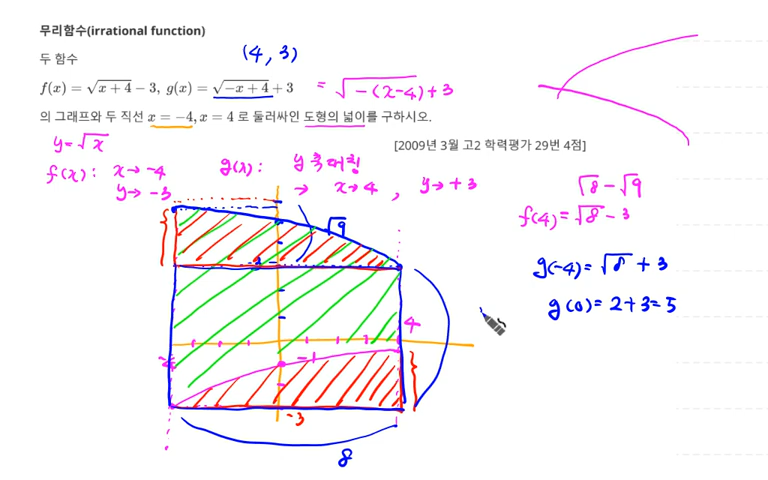 무리함수(irrational function)
두 함수
(4, 3)
f(x) = √x+4 − 3, g(x) = √−x+4 + 3
= √−(x−4) + 3
의 그래프와 두 직선 x = −4, x = 4 로 둘러싸인 도형의 넓이를 구하시오.
[2009년 3월 고2 학력평가 29번 4점]
y=√x
f(x) : x→ −4
y→ −3
g(x) : y축대칭
→ x→4 , y→ +3
√8 − √9
f(4) = √8 − 3
√9
g(-4) = √8 + 3
g(0) = 2+3=5
4
−1
−3
8